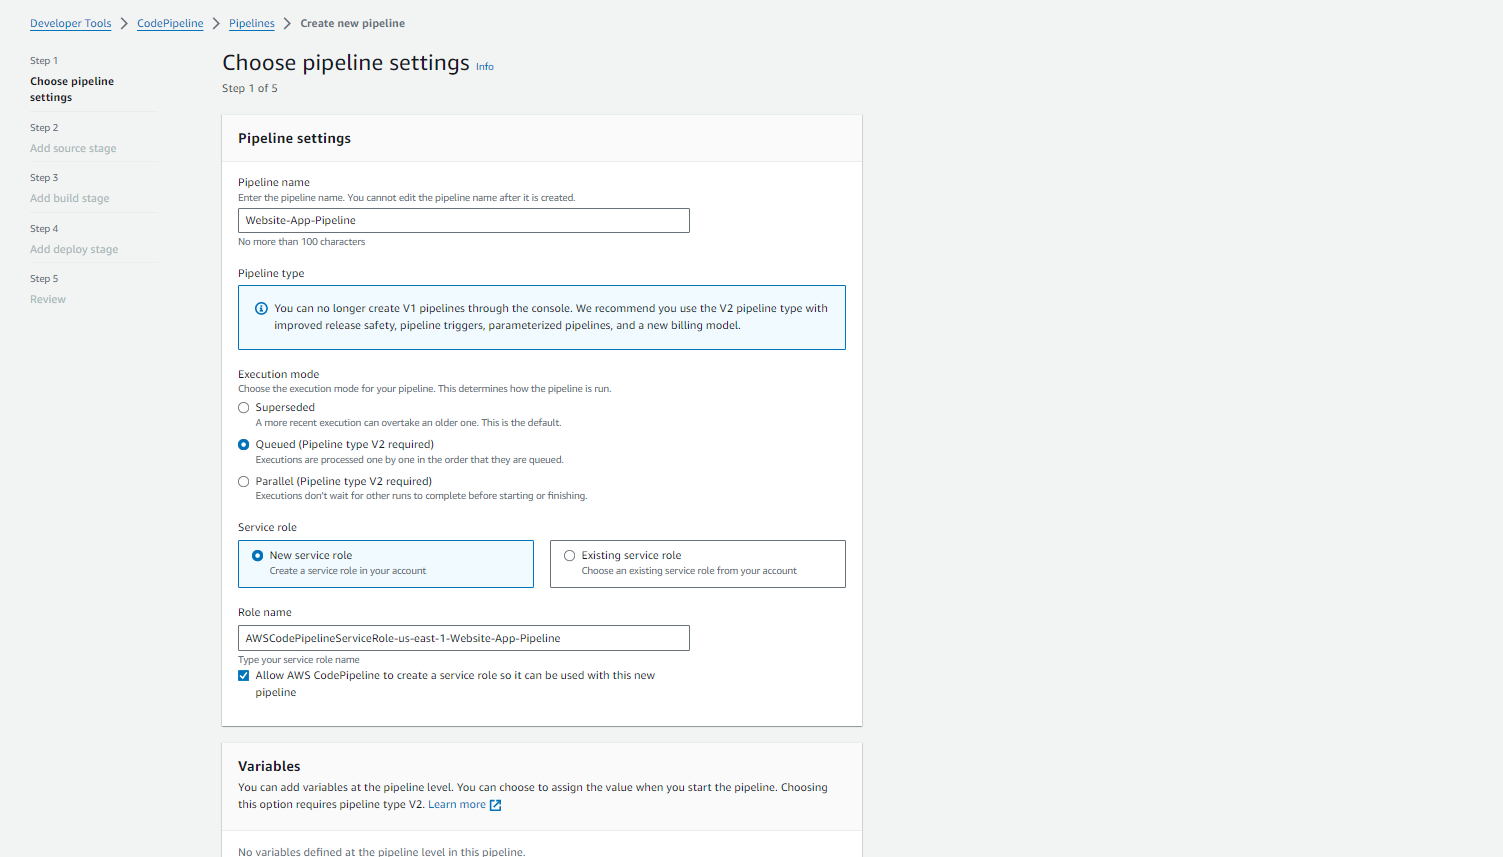 Developer Tools > CodePipeline > Pipelines > Create new pipeline
Step 1
Choose pipeline
settings
Step 2
Add source stage
Step 3
Add build stage
Step 4
Add deploy stage
Step 5
Review
Choose pipeline settings Info
Step 1 of 5
Pipeline settings
Pipeline name
Enter the pipeline name. You cannot edit the pipeline name after it is created.
Website-App-Pipeline
No more than 100 characters
Pipeline type
You can no longer create V1 pipelines through the console. We recommend you use the V2 pipeline type with
improved release safety, pipeline triggers, parameterized pipelines, and a new billing model.
Execution mode
Choose the execution mode for your pipeline. This determines how the pipeline is run.
Superseded
A more recent execution can overtake an older one. This is the default.
Queued (Pipeline type V2 required)
Executions are processed one by one in the order that they are queued.
Parallel (Pipeline type V2 required)
Executions don't wait for other runs to complete before starting or finishing.
Service role
New service role
Create a service role in your account
Existing service role
Choose an existing service role from your account
Role name
AWSCodePipelineServiceRole-us-east-1-Website-App-Pipeline
Type your service role name
Allow AWS CodePipeline to create a service role so it can be used with this new
pipeline
Variables
You can add variables at the pipeline level. You can choose to assign the value when you start the pipeline. Choosing
this option requires pipeline type V2. Learn more
No variables defined at the pipeline level in this pipeline.